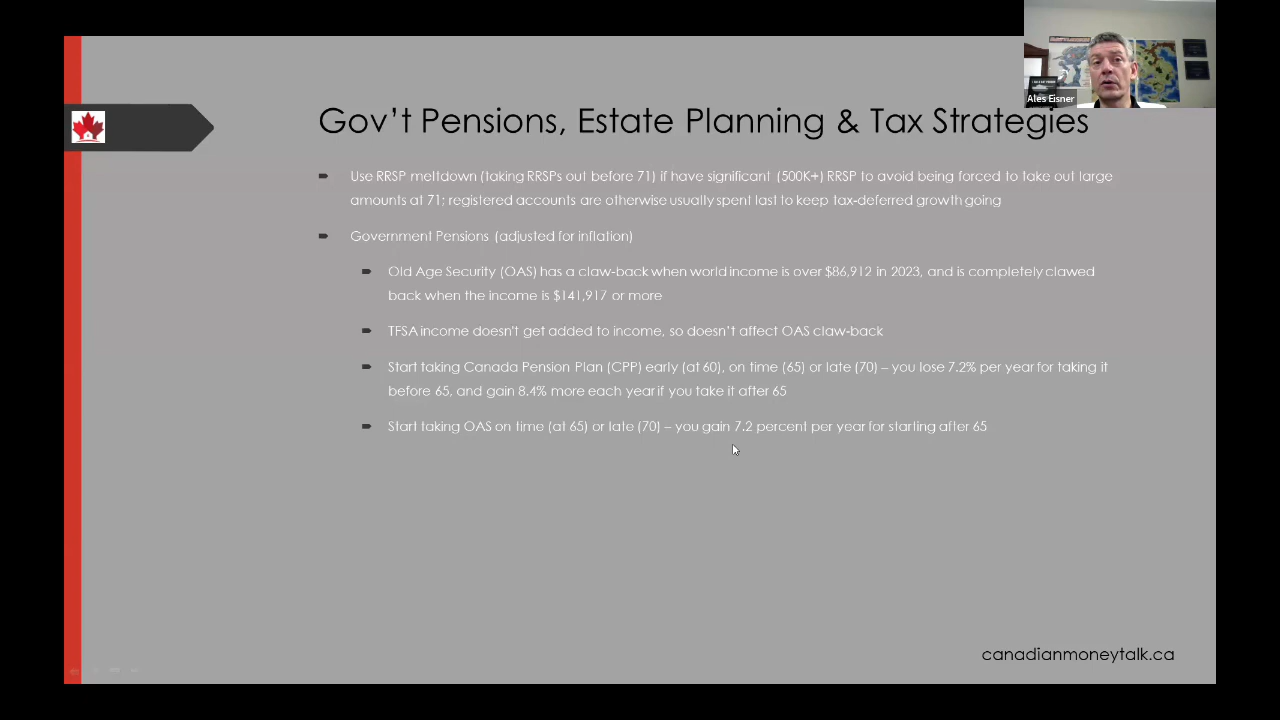 Ales Eisner
Gov't Pensions, Estate Planning & Tax Strategies
Use RRSP meltdown (taking RRSPs out before 71) if have significant (500K+) RRSP to avoid being forced to take out large
amounts at 71; registered accounts are otherwise usually spent last to keep tax-deferred growth going
Government Pensions (adjusted for inflation)
Old Age Security (OAS) has a claw-back when world income is over $86,912 in 2023, and is completely clawed
back when the income is $141,917 or more
TFSA income doesn't get added to income, so doesn't affect OAS claw-back
Start taking Canada Pension Plan (CPP) early (at 60), on time (65) or late (70) – you lose 7.2% per year for taking it
before 65, and gain 8.4% more each year if you take it after 65
Start taking OAS on time (at 65) or late (70) – you gain 7.2 percent per year for starting after 65
canadianmoneytalk.ca